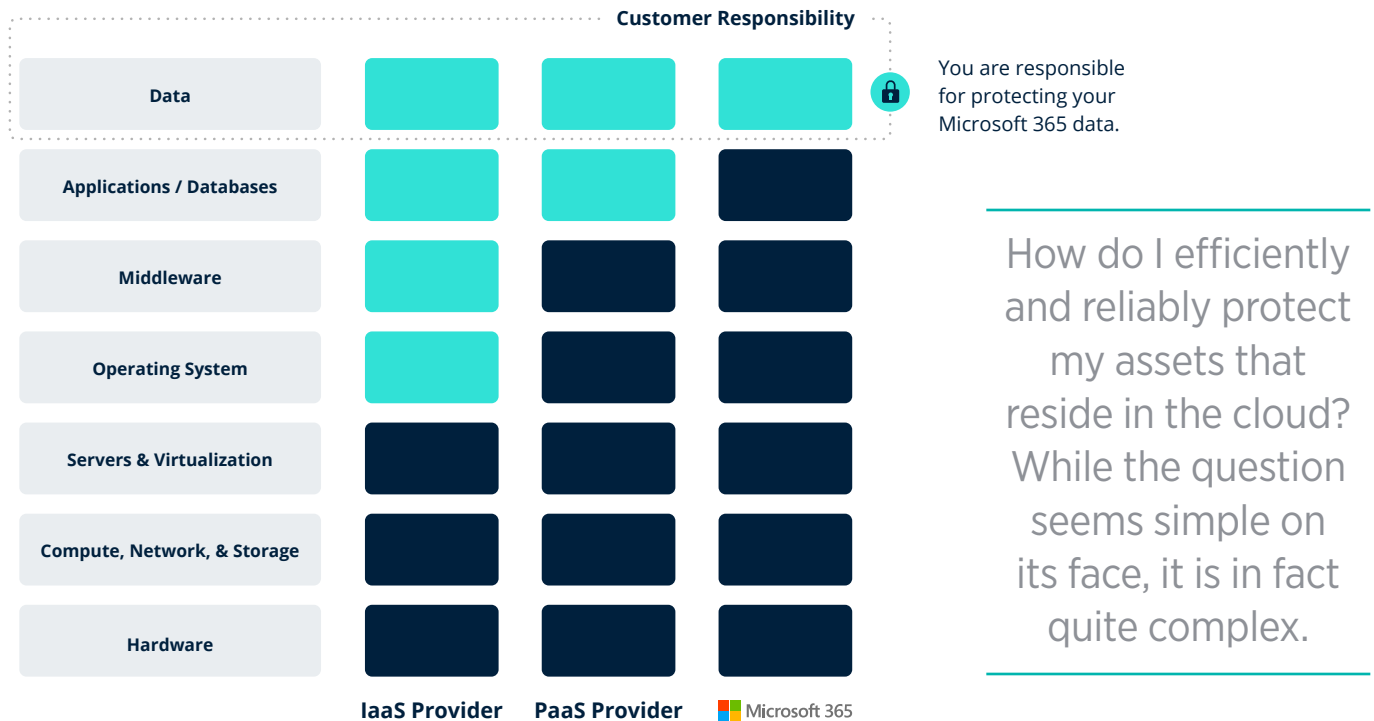 Customer Responsibility
Data
You are responsible
for protecting your
Microsoft 365 data.
Applications / Databases
Middleware
Operating System
Servers & Virtualization
Compute, Network, & Storage
Hardware
IaaS Provider
PaaS Provider
Microsoft 365
How do I efficiently
and reliably protect
my assets that
reside in the cloud?
While the question
seems simple on
its face, it is in fact
quite complex.